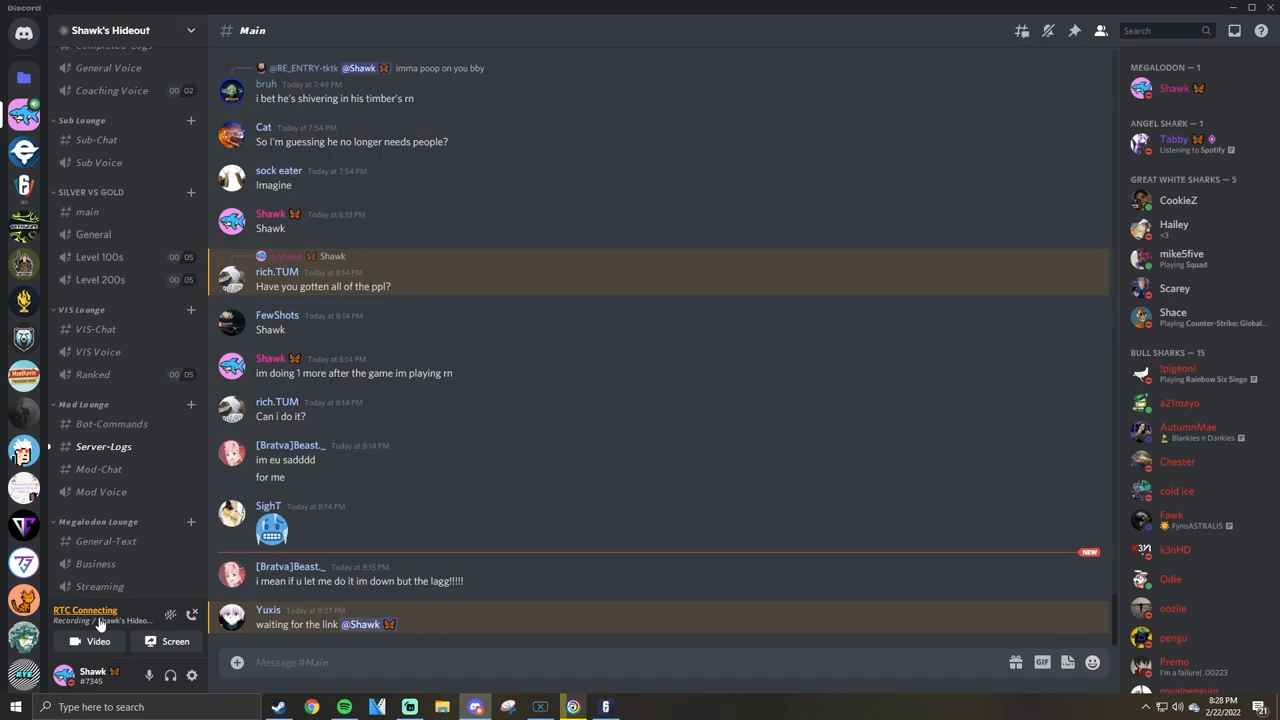 Discord
Shawk's Hideout
# Main
Search
Completed-Logs
General Voice
Coaching Voice 00 02
Sub Lounge
Sub-Chat
Sub Voice
SILVER VS GOLD
main
General
Level 100s 00 05
Level 200s 00 05
VIS Lounge
VIS-Chat
VIS Voice
Ranked 00 05
Mod Lounge
Bot-Commands
Server-Logs
Mod-Chat
Mod Voice
Megalodon Lounge
General-Text
Business
Streaming
RTC Connecting
Recording / Shawk's Hideo...
Video Screen
Shawk
#7345
@RE_ENTRY-tktk @Shawk imma poop on you bby
bruh Today at 7:49 PM
i bet he's shivering in his timber's rn
Cat Today at 7:54 PM
So I'm guessing he no longer needs people?
sock eater Today at 7:54 PM
Imagine
Shawk Today at 8:13 PM
Shawk
@Shawk Shawk
rich.TUM Today at 8:14 PM
Have you gotten all of the ppl?
FewShots Today at 8:14 PM
Shawk
Shawk Today at 8:14 PM
im doing 1 more after the game im playing rn
rich.TUM Today at 8:14 PM
Can i do it?
[Bratva]Beast._ Today at 8:14 PM
im eu sadddd
for me
SighT Today at 8:14 PM
NEW
[Bratva]Beast._ Today at 8:15 PM
i mean if u let me do it im down but the lagg!!!!!
Yuxis Today at 8:27 PM
waiting for the link @Shawk
Message #Main
GIF
MEGALODON — 1
Shawk
ANGEL SHARK — 1
Tabby
Listening to Spotify
GREAT WHITE SHARKS — 5
CookieZ
Hailey
<3
mike5five
Playing Squad
Scarey
Shace
Playing Counter-Strike: Global...
BULL SHARKS — 15
!pigeon!
Playing Rainbow Six Siege
a21mayo
AutumnMae
Blankies n Dankies
Chester
cold ice
Fawk
FynoASTRALIS
k3nHD
Odie
ooziie
pengu
Premo
I'm a failure| .00223
royalpenguin
Type here to search
8:28 PM
2/22/2022